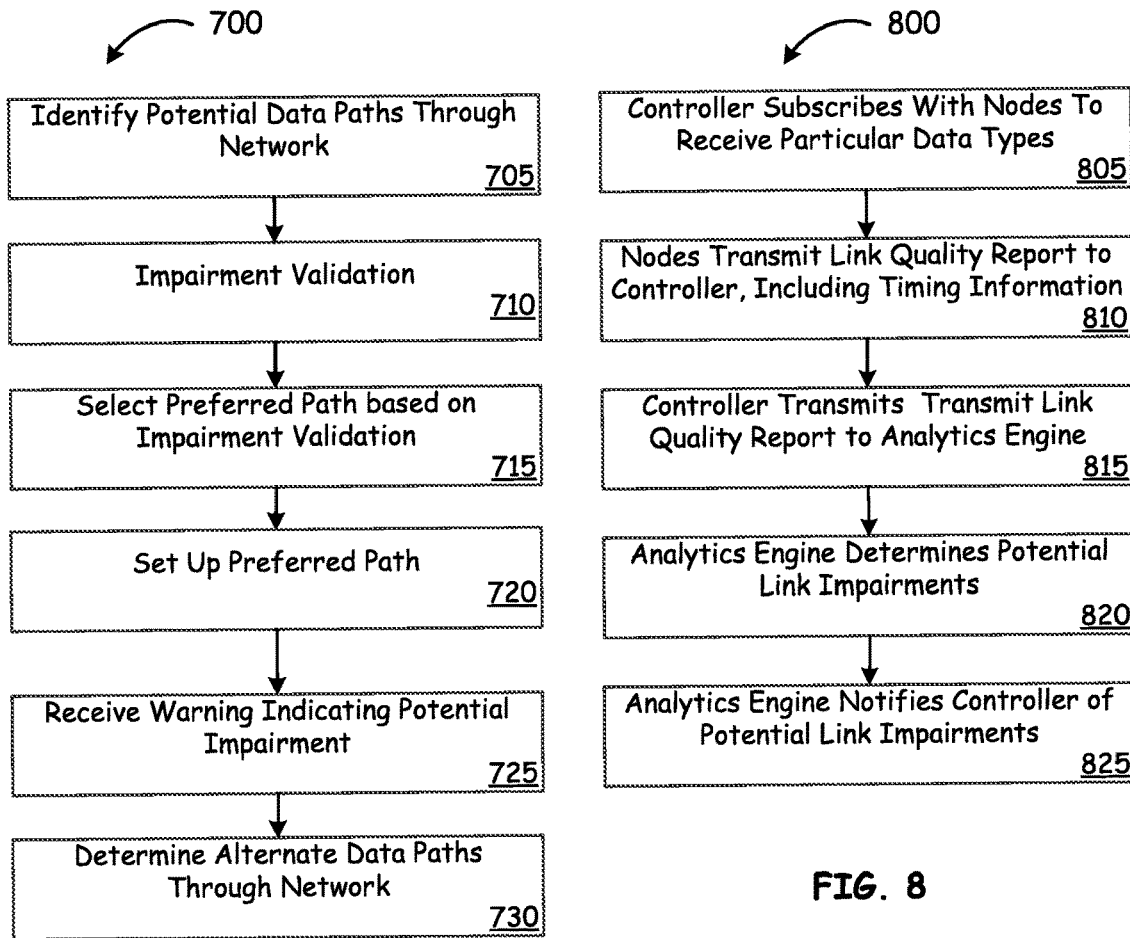 700
Identify Potential Data Paths Through
Network
705
Impairment Validation
710
Select Preferred Path based on
Impairment Validation
715
Set Up Preferred Path
720
Receive Warning Indicating Potential
Impairment
725
Determine Alternate Data Paths
Through Network
730
800
Controller Subscribes With Nodes To
Receive Particular Data Types
805
Nodes Transmit Link Quality Report to
Controller, Including Timing Information
810
Controller Transmits Transmit Link
Quality Report to Analytics Engine
815
Analytics Engine Determines Potential
Link Impairments
820
Analytics Engine Notifies Controller of
Potential Link Impairments
825
FIG. 8